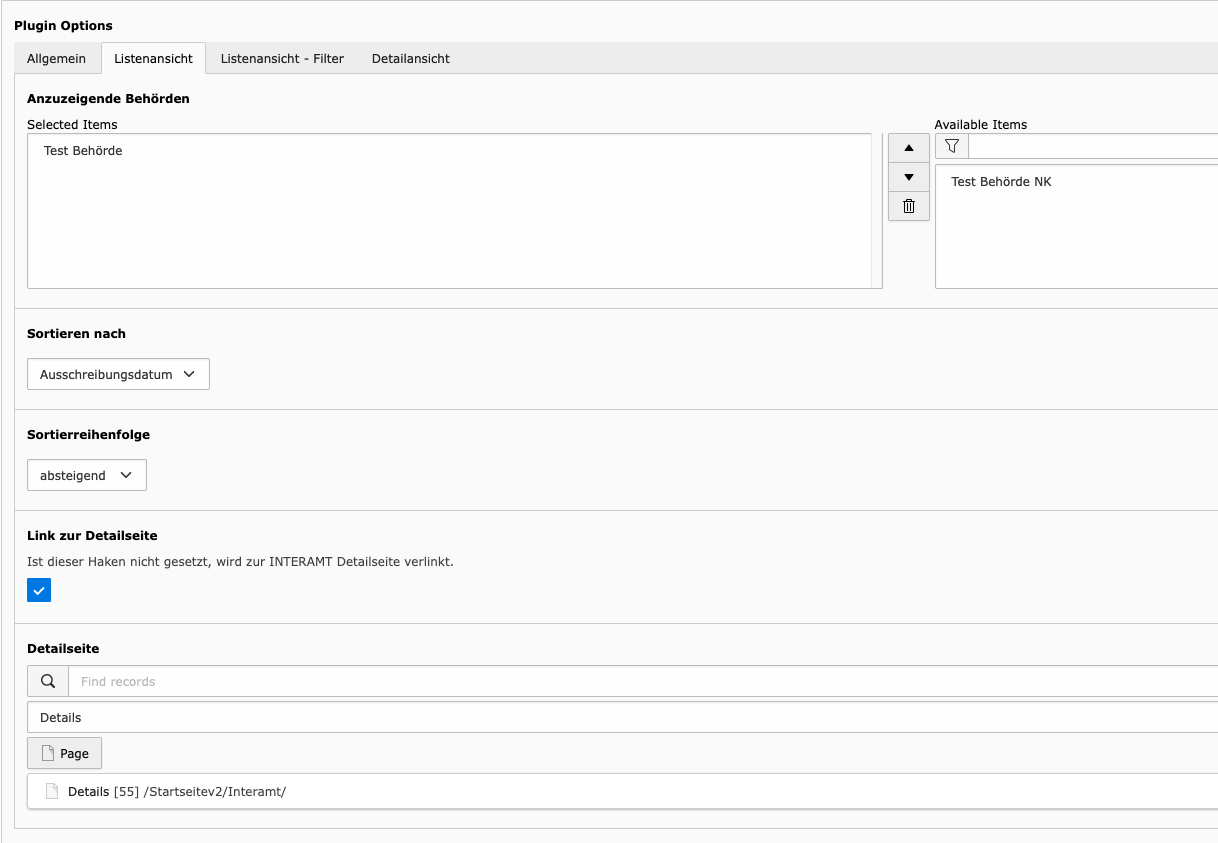 Plugin Options
Allgemein
Listenansicht
Listenansicht - Filter
Detailansicht
Anzuzeigende Behörden
Selected Items
Available Items
Test Behörde
Test Behörde NK
Sortieren nach
Ausschreibungsdatum
Sortierreihenfolge
absteigend
Link zur Detailseite
Ist dieser Haken nicht gesetzt, wird zur INTERAMT Detailseite verlinkt.
Detailseite
Find records
Details
Page
Details [55] /Startseitev2/Interamt/